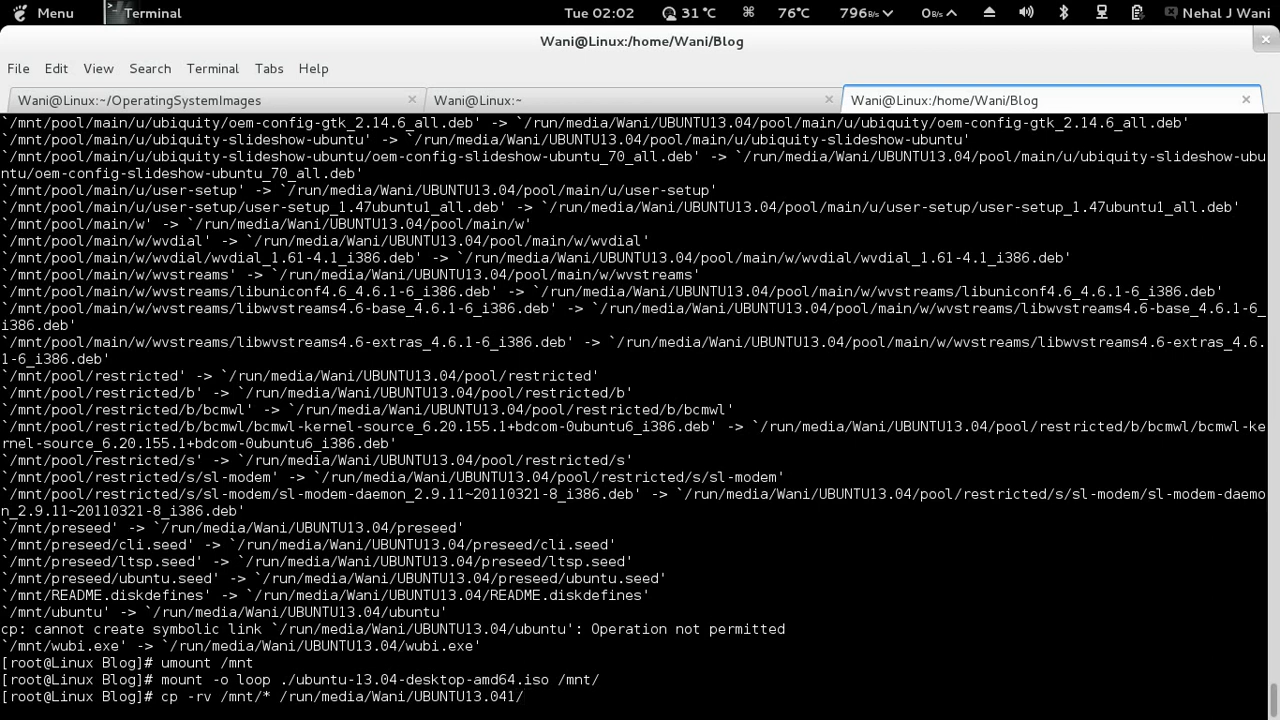 Menu Terminal Tue 02:02 31 °C ⌘ 76°C 796B/s 0B/s Nehal J Wani
Wani@Linux:/home/Wani/Blog
File Edit View Search Terminal Tabs Help
Wani@Linux:~/OperatingSystemImages Wani@Linux:~ Wani@Linux:/home/Wani/Blog
`/mnt/pool/main/u/ubiquity/oem-config-gtk_2.14.6_all.deb' -> `/run/media/Wani/UBUNTU13.04/pool/main/u/ubiquity/oem-config-gtk_2.14.6_all.deb'
`/mnt/pool/main/u/ubiquity-slideshow-ubuntu' -> `/run/media/Wani/UBUNTU13.04/pool/main/u/ubiquity-slideshow-ubuntu'
`/mnt/pool/main/u/ubiquity-slideshow-ubuntu/oem-config-slideshow-ubuntu_70_all.deb' -> `/run/media/Wani/UBUNTU13.04/pool/main/u/ubiquity-slideshow-ubu
ntu/oem-config-slideshow-ubuntu_70_all.deb'
`/mnt/pool/main/u/user-setup' -> `/run/media/Wani/UBUNTU13.04/pool/main/u/user-setup'
`/mnt/pool/main/u/user-setup/user-setup_1.47ubuntu1_all.deb' -> `/run/media/Wani/UBUNTU13.04/pool/main/u/user-setup/user-setup_1.47ubuntu1_all.deb'
`/mnt/pool/main/w' -> `/run/media/Wani/UBUNTU13.04/pool/main/w'
`/mnt/pool/main/w/wvdial' -> `/run/media/Wani/UBUNTU13.04/pool/main/w/wvdial'
`/mnt/pool/main/w/wvdial/wvdial_1.61-4.1_i386.deb' -> `/run/media/Wani/UBUNTU13.04/pool/main/w/wvdial/wvdial_1.61-4.1_i386.deb'
`/mnt/pool/main/w/wvstreams' -> `/run/media/Wani/UBUNTU13.04/pool/main/w/wvstreams'
`/mnt/pool/main/w/wvstreams/libuniconf4.6_4.6.1-6_i386.deb' -> `/run/media/Wani/UBUNTU13.04/pool/main/w/wvstreams/libuniconf4.6_4.6.1-6_i386.deb'
`/mnt/pool/main/w/wvstreams/libwvstreams4.6-base_4.6.1-6_i386.deb' -> `/run/media/Wani/UBUNTU13.04/pool/main/w/wvstreams/libwvstreams4.6-base_4.6.1-6_
i386.deb'
`/mnt/pool/main/w/wvstreams/libwvstreams4.6-extras_4.6.1-6_i386.deb' -> `/run/media/Wani/UBUNTU13.04/pool/main/w/wvstreams/libwvstreams4.6-extras_4.6.
1-6_i386.deb'
`/mnt/pool/restricted' -> `/run/media/Wani/UBUNTU13.04/pool/restricted'
`/mnt/pool/restricted/b' -> `/run/media/Wani/UBUNTU13.04/pool/restricted/b'
`/mnt/pool/restricted/b/bcmwl' -> `/run/media/Wani/UBUNTU13.04/pool/restricted/b/bcmwl'
`/mnt/pool/restricted/b/bcmwl/bcmwl-kernel-source_6.20.155.1+bdcom-0ubuntu6_i386.deb' -> `/run/media/Wani/UBUNTU13.04/pool/restricted/b/bcmwl/bcmwl-ke
rnel-source_6.20.155.1+bdcom-0ubuntu6_i386.deb'
`/mnt/pool/restricted/s' -> `/run/media/Wani/UBUNTU13.04/pool/restricted/s'
`/mnt/pool/restricted/s/sl-modem' -> `/run/media/Wani/UBUNTU13.04/pool/restricted/s/sl-modem'
`/mnt/pool/restricted/s/sl-modem/sl-modem-daemon_2.9.11~20110321-8_i386.deb' -> `/run/media/Wani/UBUNTU13.04/pool/restricted/s/sl-modem/sl-modem-daemo
n_2.9.11~20110321-8_i386.deb'
`/mnt/preseed' -> `/run/media/Wani/UBUNTU13.04/preseed'
`/mnt/preseed/cli.seed' -> `/run/media/Wani/UBUNTU13.04/preseed/cli.seed'
`/mnt/preseed/ltsp.seed' -> `/run/media/Wani/UBUNTU13.04/preseed/ltsp.seed'
`/mnt/preseed/ubuntu.seed' -> `/run/media/Wani/UBUNTU13.04/preseed/ubuntu.seed'
`/mnt/README.diskdefines' -> `/run/media/Wani/UBUNTU13.04/README.diskdefines'
`/mnt/ubuntu' -> `/run/media/Wani/UBUNTU13.04/ubuntu'
cp: cannot create symbolic link `/run/media/Wani/UBUNTU13.04/ubuntu': Operation not permitted
`/mnt/wubi.exe' -> `/run/media/Wani/UBUNTU13.04/wubi.exe'
[root@Linux Blog]# umount /mnt
[root@Linux Blog]# mount -o loop ./ubuntu-13.04-desktop-amd64.iso /mnt/
[root@Linux Blog]# cp -rv /mnt/* /run/media/Wani/UBUNTU13.041/